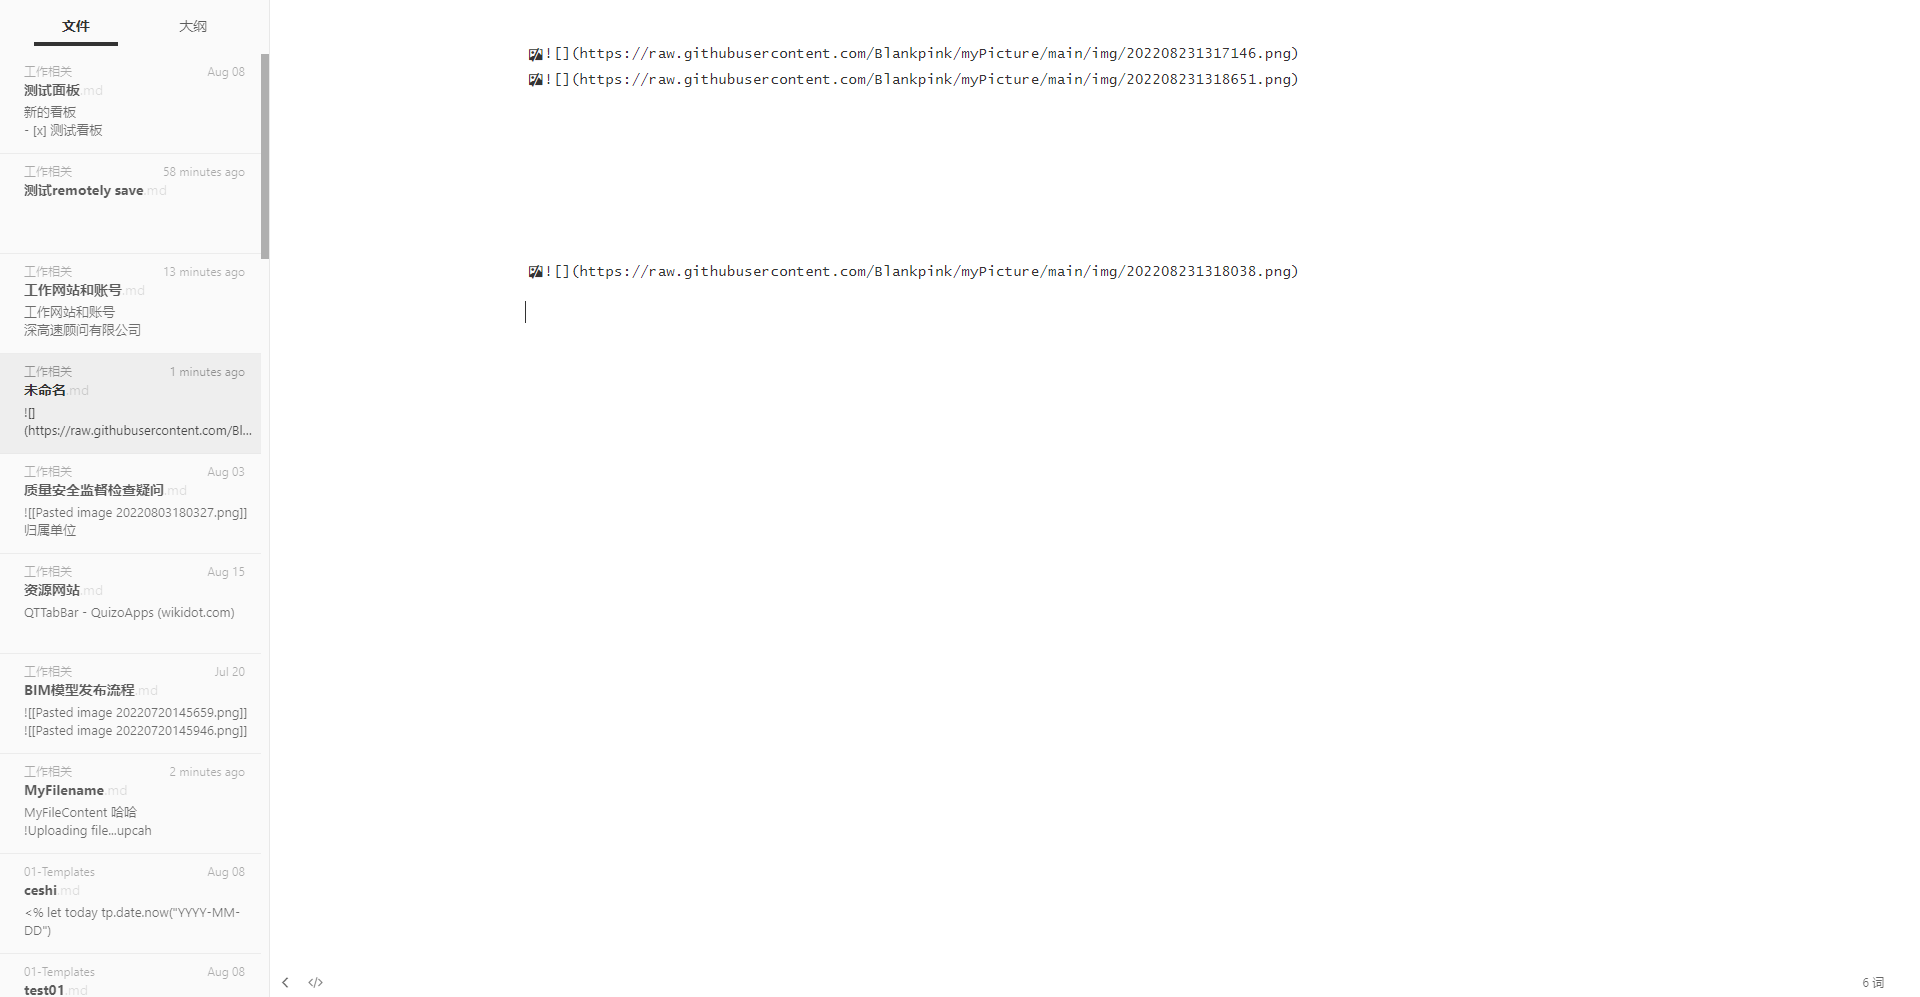 文件 大纲
工作相关 Aug 08
测试面板.md
新的看板
- [x] 测试看板
工作相关 58 minutes ago
测试remotely save.md
工作相关 13 minutes ago
工作网站和账号.md
工作网站和账号
深高速顾问有限公司
工作相关 1 minutes ago
未命名.md
![]
(https://raw.githubusercontent.com/Bl...
工作相关 Aug 03
质量安全监督检查疑问.md
![[Pasted image 20220803180327.png]]
归属单位
工作相关 Aug 15
资源网站.md
QTTabBar - QuizoApps (wikidot.com)
工作相关 Jul 20
BIM模型发布流程.md
![[Pasted image 20220720145659.png]]
![[Pasted image 20220720145946.png]]
工作相关 2 minutes ago
MyFilename.md
MyFileContent 哈哈
!Uploading file...upcah
01-Templates Aug 08
ceshi.md
<% let today tp.date.now("YYYY-MM-
DD")
01-Templates Aug 08
test01.md
![](https://raw.githubusercontent.com/Blankpink/myPicture/main/img/202208231317146.png)
![](https://raw.githubusercontent.com/Blankpink/myPicture/main/img/202208231318651.png)
![](https://raw.githubusercontent.com/Blankpink/myPicture/main/img/202208231318038.png)
</> 6 词